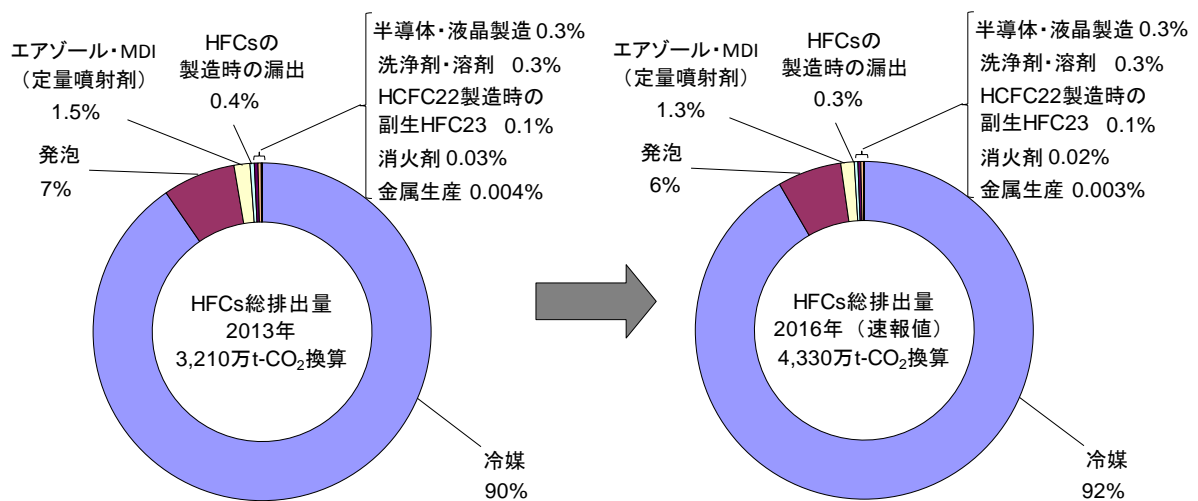 エアゾール・MDI
（定量噴射剤）
1.5%
HFCsの
製造時の漏出
0.4%
半導体・液晶製造 0.3%
洗浄剤・溶剤 0.3%
HCFC22製造時の
副生HFC23 0.1%
消火剤 0.03%
金属生産 0.004%
発泡
7%
HFCs総排出量
2013年
3,210万t-CO₂換算
冷媒
90%
エアゾール・MDI
（定量噴射剤）
1.3%
HFCsの
製造時の漏出
0.3%
半導体・液晶製造 0.3%
洗浄剤・溶剤 0.3%
HCFC22製造時の
副生HFC23 0.1%
消火剤 0.02%
金属生産 0.003%
発泡
6%
HFCs総排出量
2016年（速報値）
4,330万t-CO₂換算
冷媒
92%